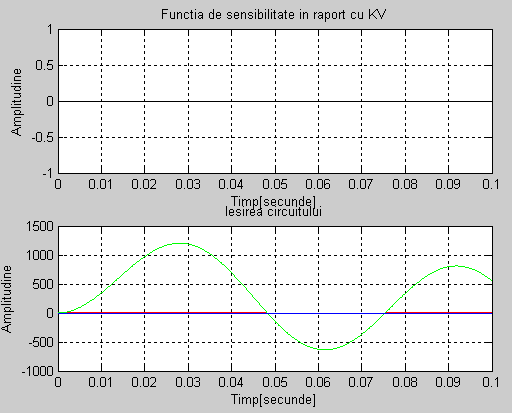 Functia de sensibilitate in raport cu KV
1
0.5
0
-0.5
-1
Amplitudine
0 0.01 0.02 0.03 0.04 0.05 0.06 0.07 0.08 0.09 0.1
Timp[secunde]
Iesirea circuitului
1500
1000
500
0
-500
-1000
Amplitudine
0 0.01 0.02 0.03 0.04 0.05 0.06 0.07 0.08 0.09 0.1
Timp[secunde]